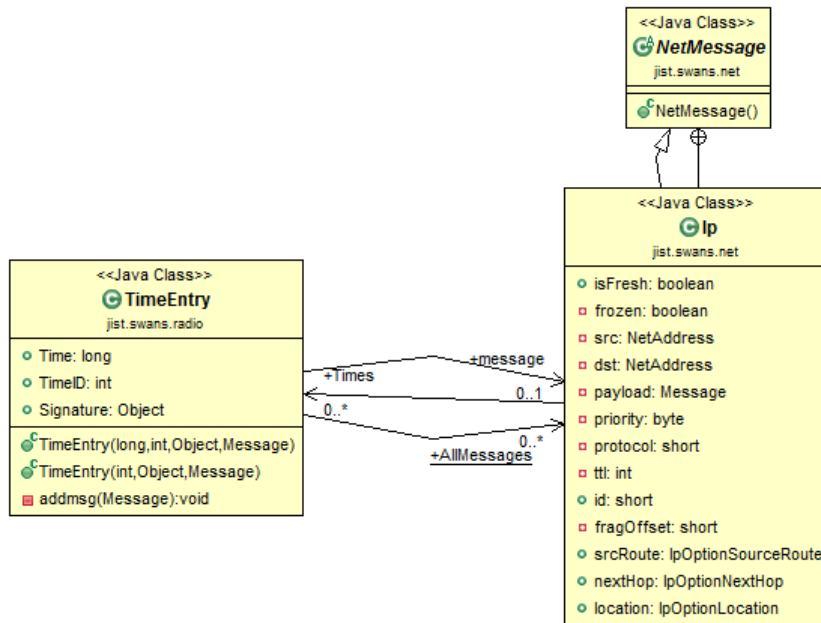 <<Java Class>>
NetMessage
jist.swans.net
NetMessage()
<<Java Class>>
Ip
jist.swans.net
isFresh: boolean
frozen: boolean
src: NetAddress
dst: NetAddress
payload: Message
priority: byte
protocol: short
ttl: int
id: short
fragOffset: short
srcRoute: IpOptionSourceRoute
nextHop: IpOptionNextHop
location: IpOptionLocation
<<Java Class>>
TimeEntry
jist.swans.radio
Time: long
TimeID: int
Signature: Object
TimeEntry(long,int,Object,Message)
TimeEntry(int,Object,Message)
addmsg(Message):void
+message
+Times
0..1
0..*
0..*
+AllMessages